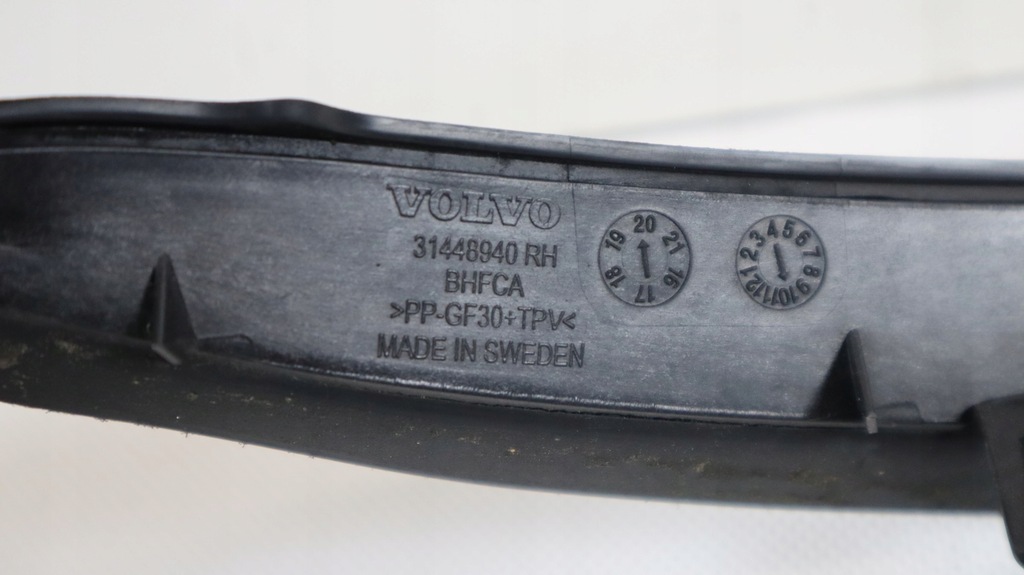 VOLVO
31448940 RH
BHFCA
>PP-GF30+TPV<
MADE IN SWEDEN
16 17 18 19 20 21
1 2 3 4 5 6 7 8 9 10 11 12